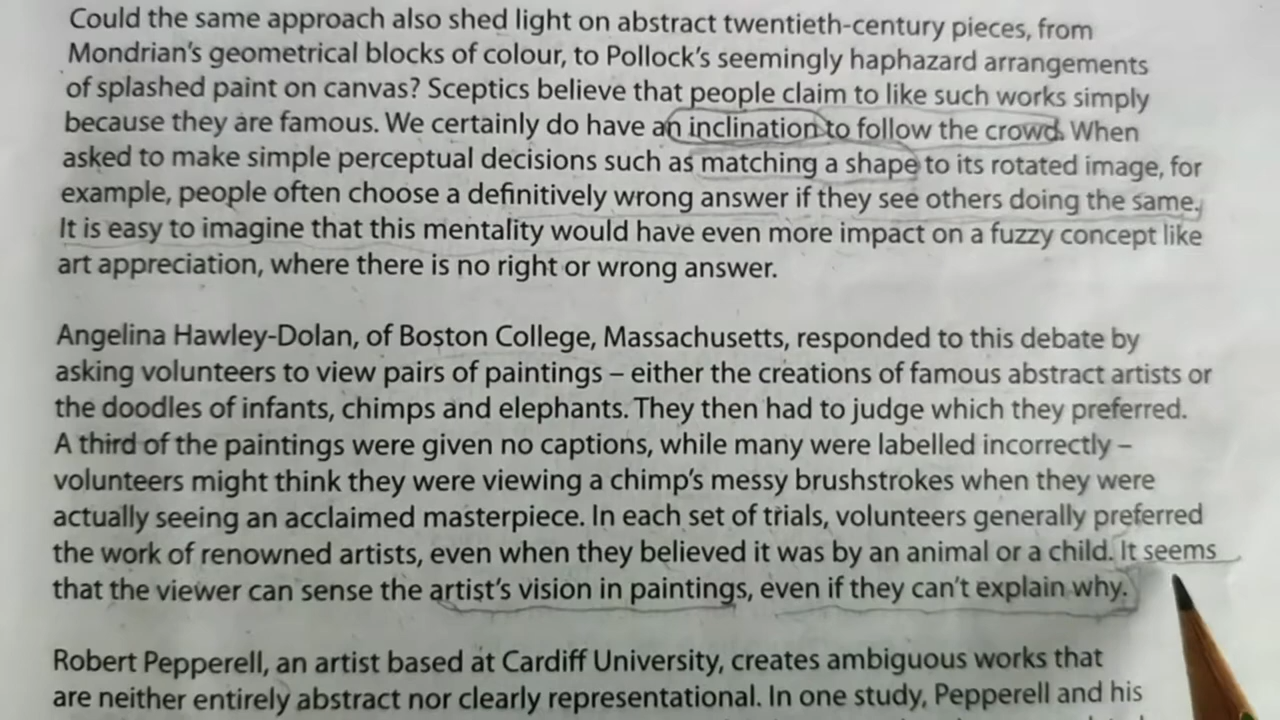 Could the same approach also shed light on abstract twentieth-century pieces, from
Mondrian's geometrical blocks of colour, to Pollock's seemingly haphazard arrangements
of splashed paint on canvas? Sceptics believe that people claim to like such works simply
because they are famous. We certainly do have an inclination to follow the crowd. When
asked to make simple perceptual decisions such as matching a shape to its rotated image, for
example, people often choose a definitively wrong answer if they see others doing the same.
It is easy to imagine that this mentality would have even more impact on a fuzzy concept like
art appreciation, where there is no right or wrong answer.
Angelina Hawley-Dolan, of Boston College, Massachusetts, responded to this debate by
asking volunteers to view pairs of paintings – either the creations of famous abstract artists or
the doodles of infants, chimps and elephants. They then had to judge which they preferred.
A third of the paintings were given no captions, while many were labelled incorrectly –
volunteers might think they were viewing a chimp's messy brushstrokes when they were
actually seeing an acclaimed masterpiece. In each set of trials, volunteers generally preferred
the work of renowned artists, even when they believed it was by an animal or a child. It seems
that the viewer can sense the artist's vision in paintings, even if they can't explain why.
Robert Pepperell, an artist based at Cardiff University, creates ambiguous works that
are neither entirely abstract nor clearly representational. In one study, Pepperell and his